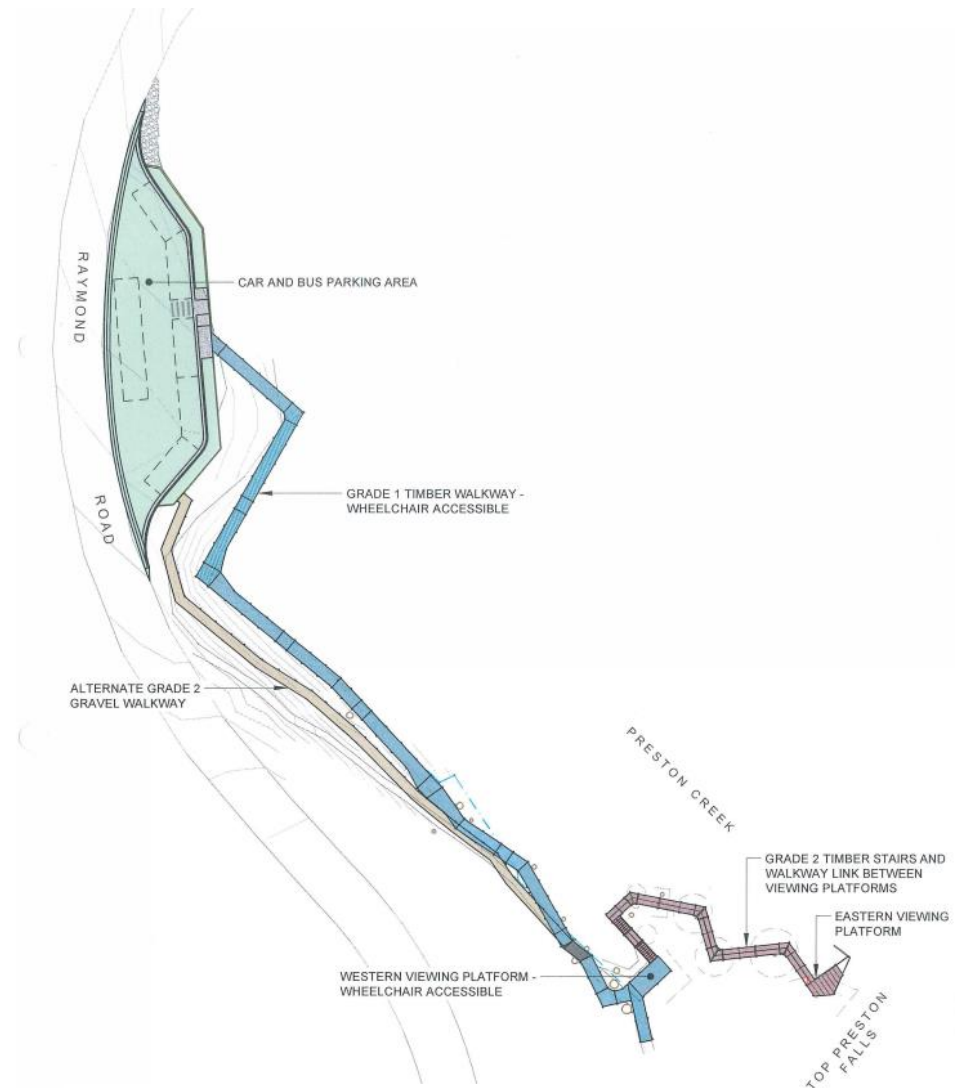 RAYMOND
ROAD
CAR AND BUS PARKING AREA
GRADE 1 TIMBER WALKWAY -
WHEELCHAIR ACCESSIBLE
ALTERNATE GRADE 2
GRAVEL WALKWAY
PRESTON CREEK
GRADE 2 TIMBER STAIRS AND
WALKWAY LINK BETWEEN
VIEWING PLATFORMS
EASTERN VIEWING
PLATFORM
WESTERN VIEWING PLATFORM -
WHEELCHAIR ACCESSIBLE
TOP PRESTON
FALLS